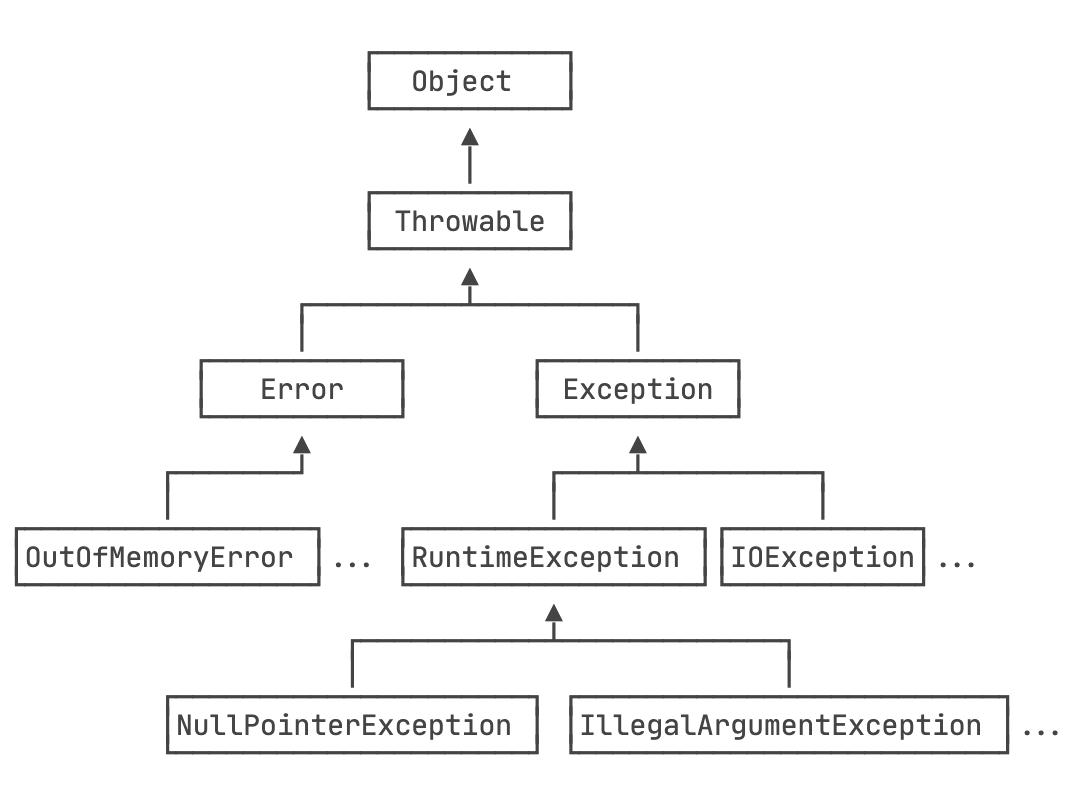 Object
Throwable
Error
Exception
OutOfMemoryError ...
RuntimeException
IOException ...
NullPointerException
IllegalArgumentException ...